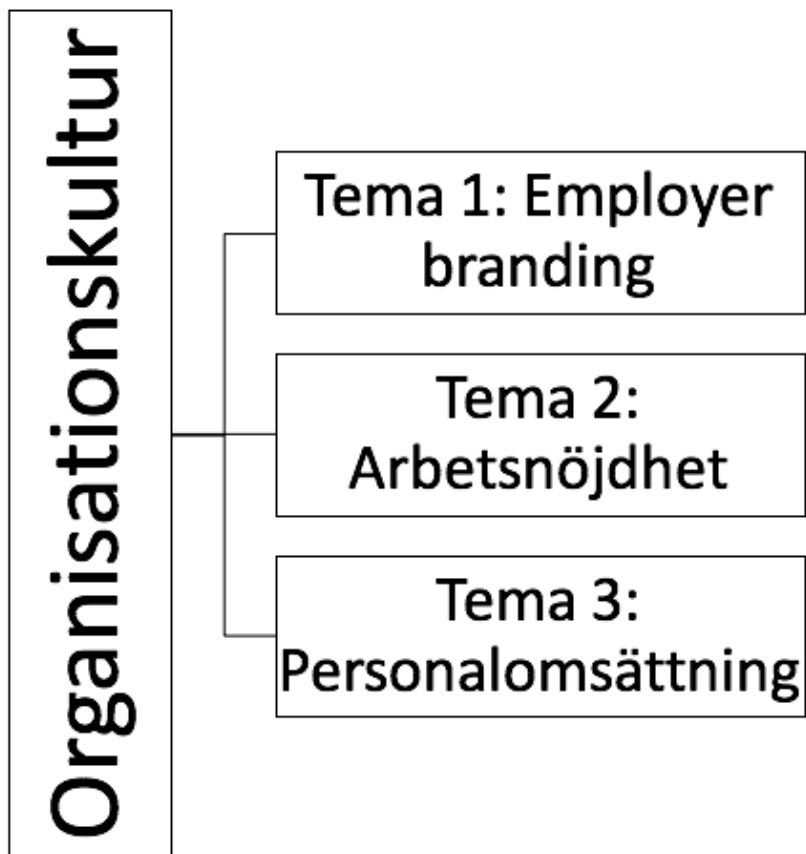 Organisationskultur
Tema 1: Employer
branding
Tema 2:
Arbetsnöjdhet
Tema 3:
Personalomsättning